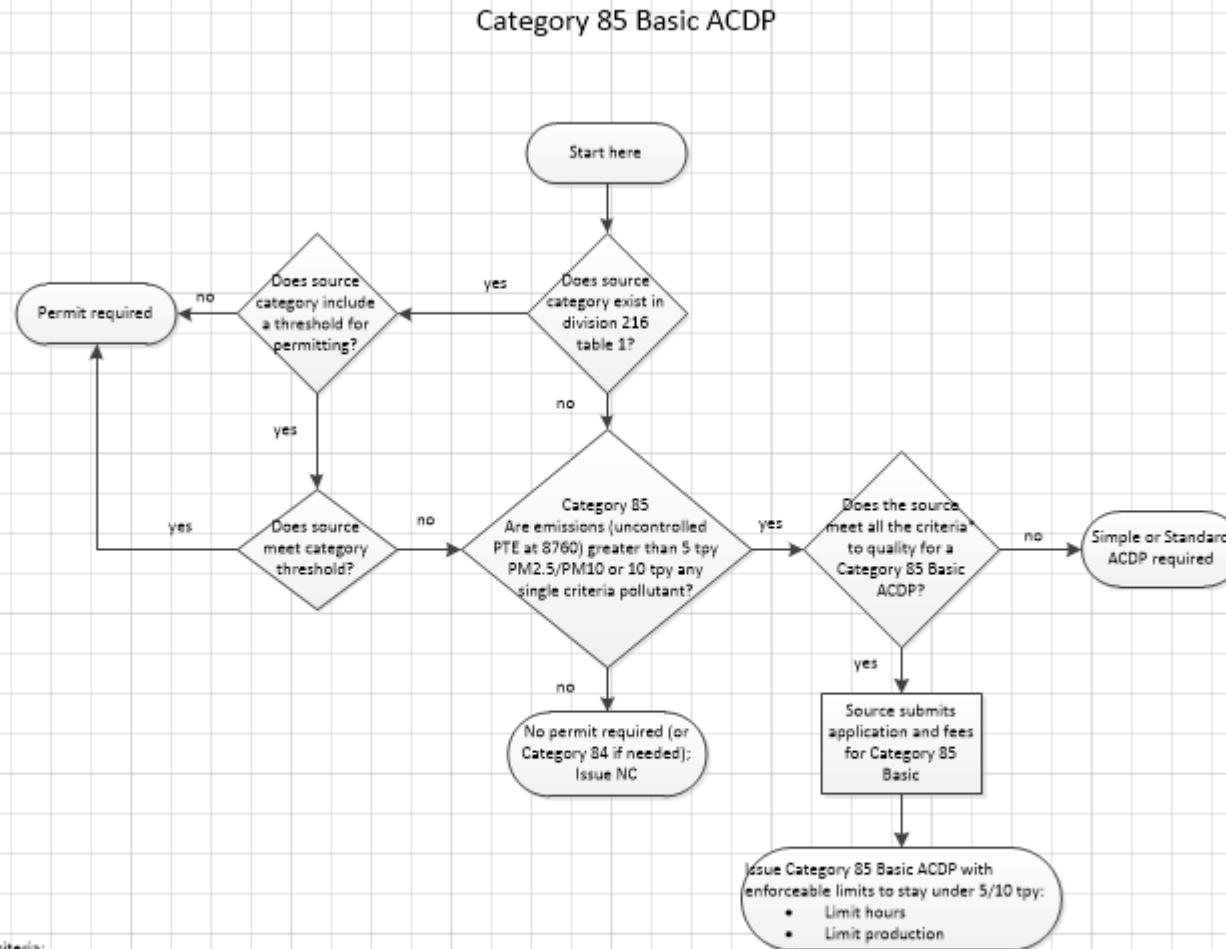 Category 85 Basic ACDP
Start here
Does source
category exist in
division 216
table 1?
yes
Does source
category include
a threshold for
permitting?
no
Permit required
yes
no
Does source
meet category
threshold?
yes
no
Category 85
Are emissions (uncontrolled
PTE at 8760) greater than 5 tpy
PM2.5/PM10 or 10 tpy any
single criteria pollutant?
yes
Does the source
meet all the criteria*
to quality for a
Category 85 Basic
ACDP?
no
Simple or Standard
ACDP required
no
No permit required (or
Category 84 if needed);
Issue NC
yes
Source submits
application and fees
for Category 85
Basic
Issue Category 85 Basic ACDP with
enforceable limits to stay under 5/10 tpy:
• Limit hours
• Limit production